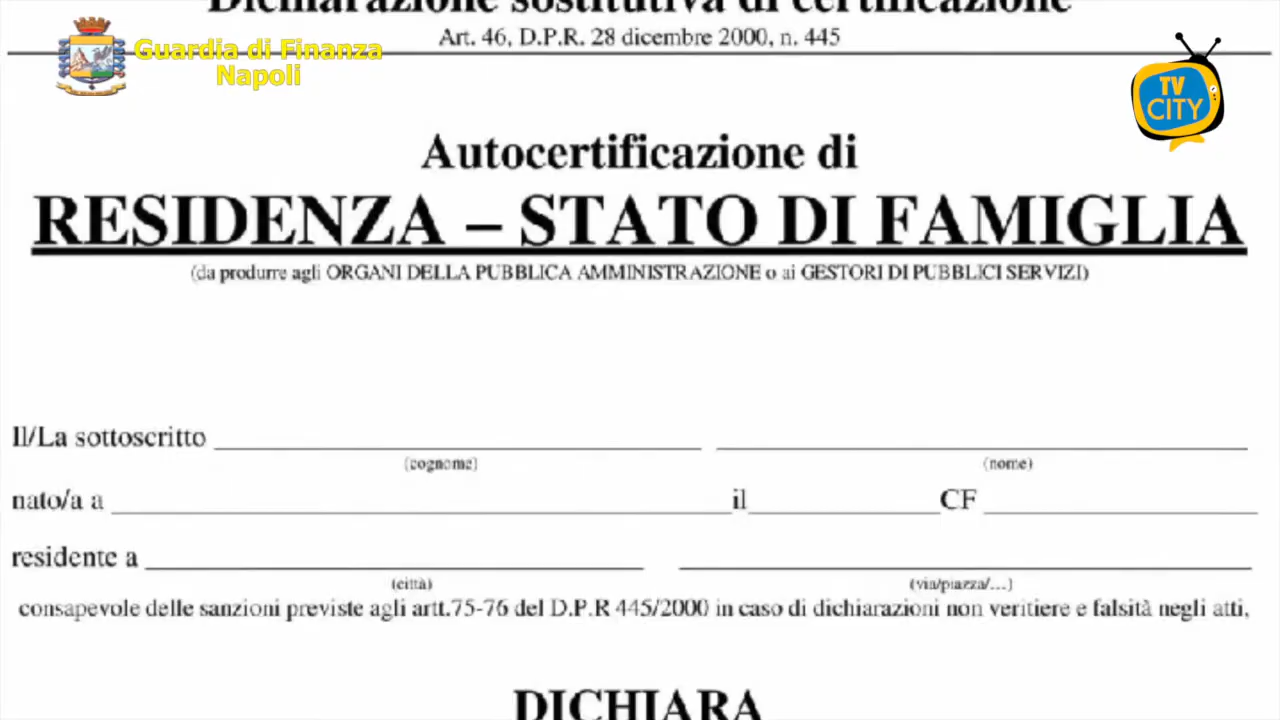 Dichiarazione sostitutiva di certificazione
Art. 46, D.P.R. 28 dicembre 2000, n. 445
Guardia di Finanza
Napoli
TV
CITY
Autocertificazione di
RESIDENZA – STATO DI FAMIGLIA
(da produrre agli ORGANI DELLA PUBBLICA AMMINISTRAZIONE o ai GESTORI DI PUBBLICI SERVIZI)
Il/La sottoscritto
(cognome) (nome)
nato/a a il CF
residente a
(città) (via/piazza/…)
consapevole delle sanzioni previste agli artt.75-76 del D.P.R 445/2000 in caso di dichiarazioni non veritiere e falsità negli atti,
DICHIARA